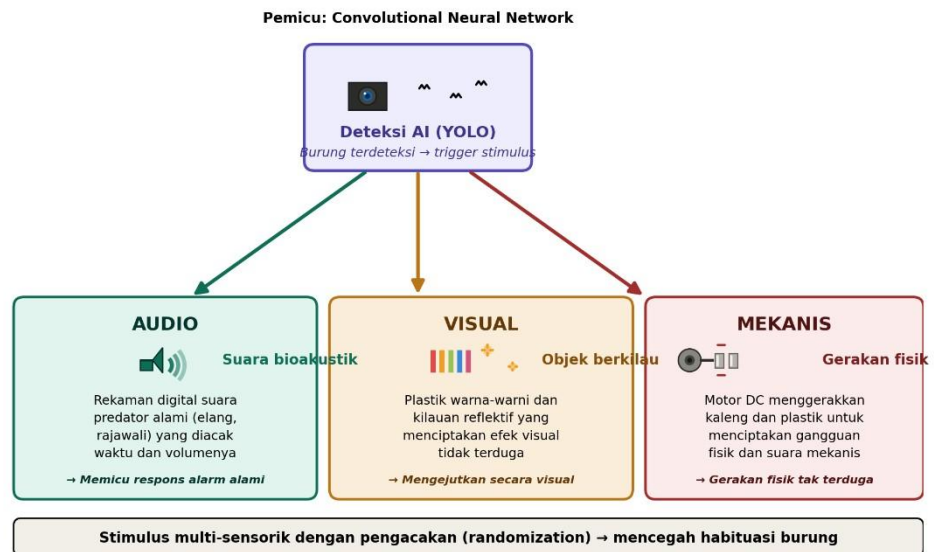 Pemicu: Convolutional Neural Network
Deteksi AI (YOLO)
Burung terdeteksi → trigger stimulus
AUDIO
Suara bioakustik
Rekaman digital suara
predator alami (elang,
rajawali) yang diacak
waktu dan volumenya
→ Memicu respons alarm alami
VISUAL
Objek berkilau
Plastik warna-warni dan
kilauan reflektif yang
menciptakan efek visual
tidak terduga
→ Mengejutkan secara visual
MEKANIS
Gerakan fisik
Motor DC menggerakkan
kaleng dan plastik untuk
menciptakan gangguan
fisik dan suara mekanis
→ Gerakan fisik tak terduga
Stimulus multi-sensorik dengan pengacakan (randomization) → mencegah habituasi burung